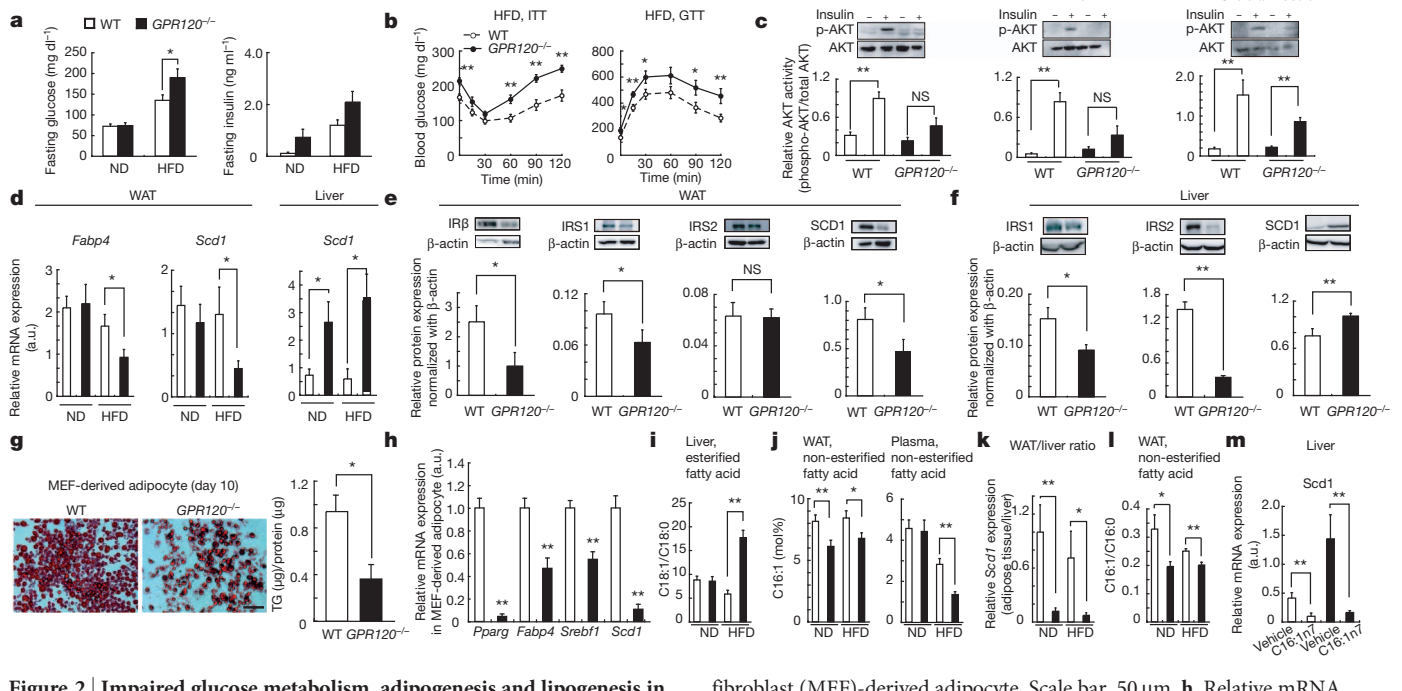 a WT GPR120–/–
Fasting glucose (mg dl–1)
250
200
150
100
50
0
*
ND HFD
Fasting insulin (ng ml–1)
4.0
2.0
0
ND HFD
b HFD, ITT HFD, GTT
WT
GPR120–/–
Blood glucose (mg dl–1)
300
200
100
0
** ** ** **
30 60 90 120
Time (min)
800
600
400
200
0
* ** * * **
30 60 90 120
Time (min)
c Insulin – + – +
p-AKT
AKT
Relative AKT activity
(phospho-AKT/total AKT)
1.2
0.6
0
** NS
WT GPR120–/–
Insulin – + – +
p-AKT
AKT
1.2
0.6
0
** NS
WT GPR120–/–
Insulin – + – +
p-AKT
AKT
2.0
1.0
0
** **
WT GPR120–/–
d WAT Liver
Fabp4 Scd1 Scd1
Relative mRNA expression
(a.u.)
3
2
1
0
*
ND HFD
2
1
0
*
ND HFD
4
3
2
1
0
* *
ND HFD
e WAT
IRβ
β-actin
IRS1
β-actin
IRS2
β-actin
SCD1
β-actin
Relative protein expression
normalized with β-actin
3
2
1
0
*
WT GPR120–/–
0.12
0.06
0
*
WT GPR120–/–
0.08
0.04
0
NS
WT GPR120–/–
1.0
0.5
0
*
WT GPR120–/–
f Liver
IRS1
β-actin
IRS2
β-actin
SCD1
β-actin
Relative protein expression
normalized with β-actin
0.20
0.10
0
*
WT GPR120–/–
1.8
1.2
0.6
0
**
WT GPR120–/–
1.2
0.6
0
**
WT GPR120–/–
g MEF-derived adipocyte (day 10)
WT GPR120–/–
TG (µg)/protein (µg)
1.2
0.8
0.4
0
*
WT GPR120–/–
h
Relative mRNA expression
in MEF-derived adipocyte (a.u.)
1.4
1.2
1.0
0.8
0.6
0.4
0.2
0
** ** ** **
Pparg Fabp4 Srebf1 Scd1
i Liver,
esterified
fatty acid
C18:1/C18:0
25
20
15
10
5
0
**
ND HFD
j WAT,
non-esterified
fatty acid
C16:1 (mol%)
10
5
0
** *
ND HFD
Plasma,
non-esterified
fatty acid
6
5
4
3
2
1
0
**
ND HFD
k WAT/liver ratio
Relative Scd1 expression
(adipose tissue/liver)
1.2
0.6
0
** *
ND HFD
l WAT,
non-esterified
fatty acid
C16:1/C16:0
0.4
0.3
0.2
0.1
0
* **
ND HFD
m Liver
Scd1
Relative mRNA expression
(a.u.)
2.0
1.5
1.0
0.5
0
** **
Vehicle C16:1n7 Vehicle C16:1n7
Figure 2 | Impaired glucose metabolism, adipogenesis and lipogenesis in
fibroblast (MEF)-derived adipocyte. Scale bar, 50 µm. h, Relative mRNA